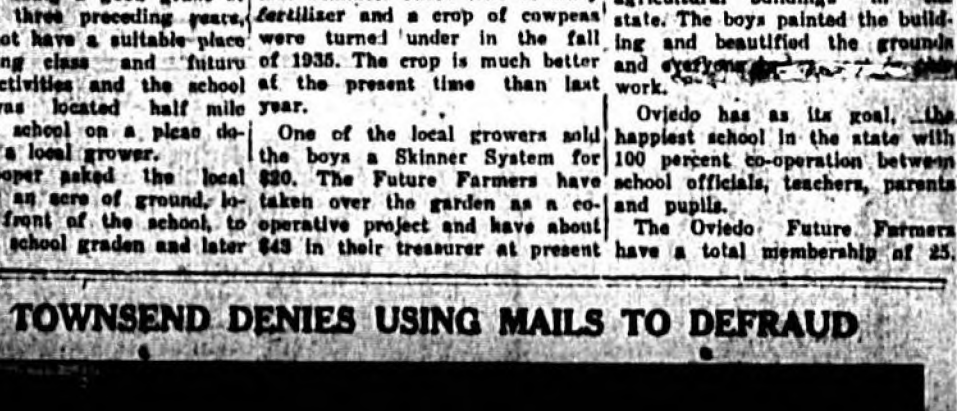 three preceding years,
ot have a suitable place
ng class and future
ctivities and the school
as located half mile
school on a pleac do-
a local grower.
oper asked the local
an acre of ground, lo-
front of the school, to
school graden and later
fertilizer and a crop of cowpeas
were turned under in the fall
of 1935. The crop is much better
at the present time than last
year.
One of the local growers sold
the boys a Skinner System for
$20. The Future Farmers have
taken over the garden as a co-
operative project and have about
$43 in their treasurer at present
state. The boys painted the build-
ing and beautified the grounds
and
work.
Oviedo has as its goal, the
happiest school in the state with
100 percent co-operation between
school officials, teachers, parents
and pupils.
The Oviedo Future Farmers
have a total membership of 25.
TOWNSEND DENIES USING MAILS TO DEFRAUD